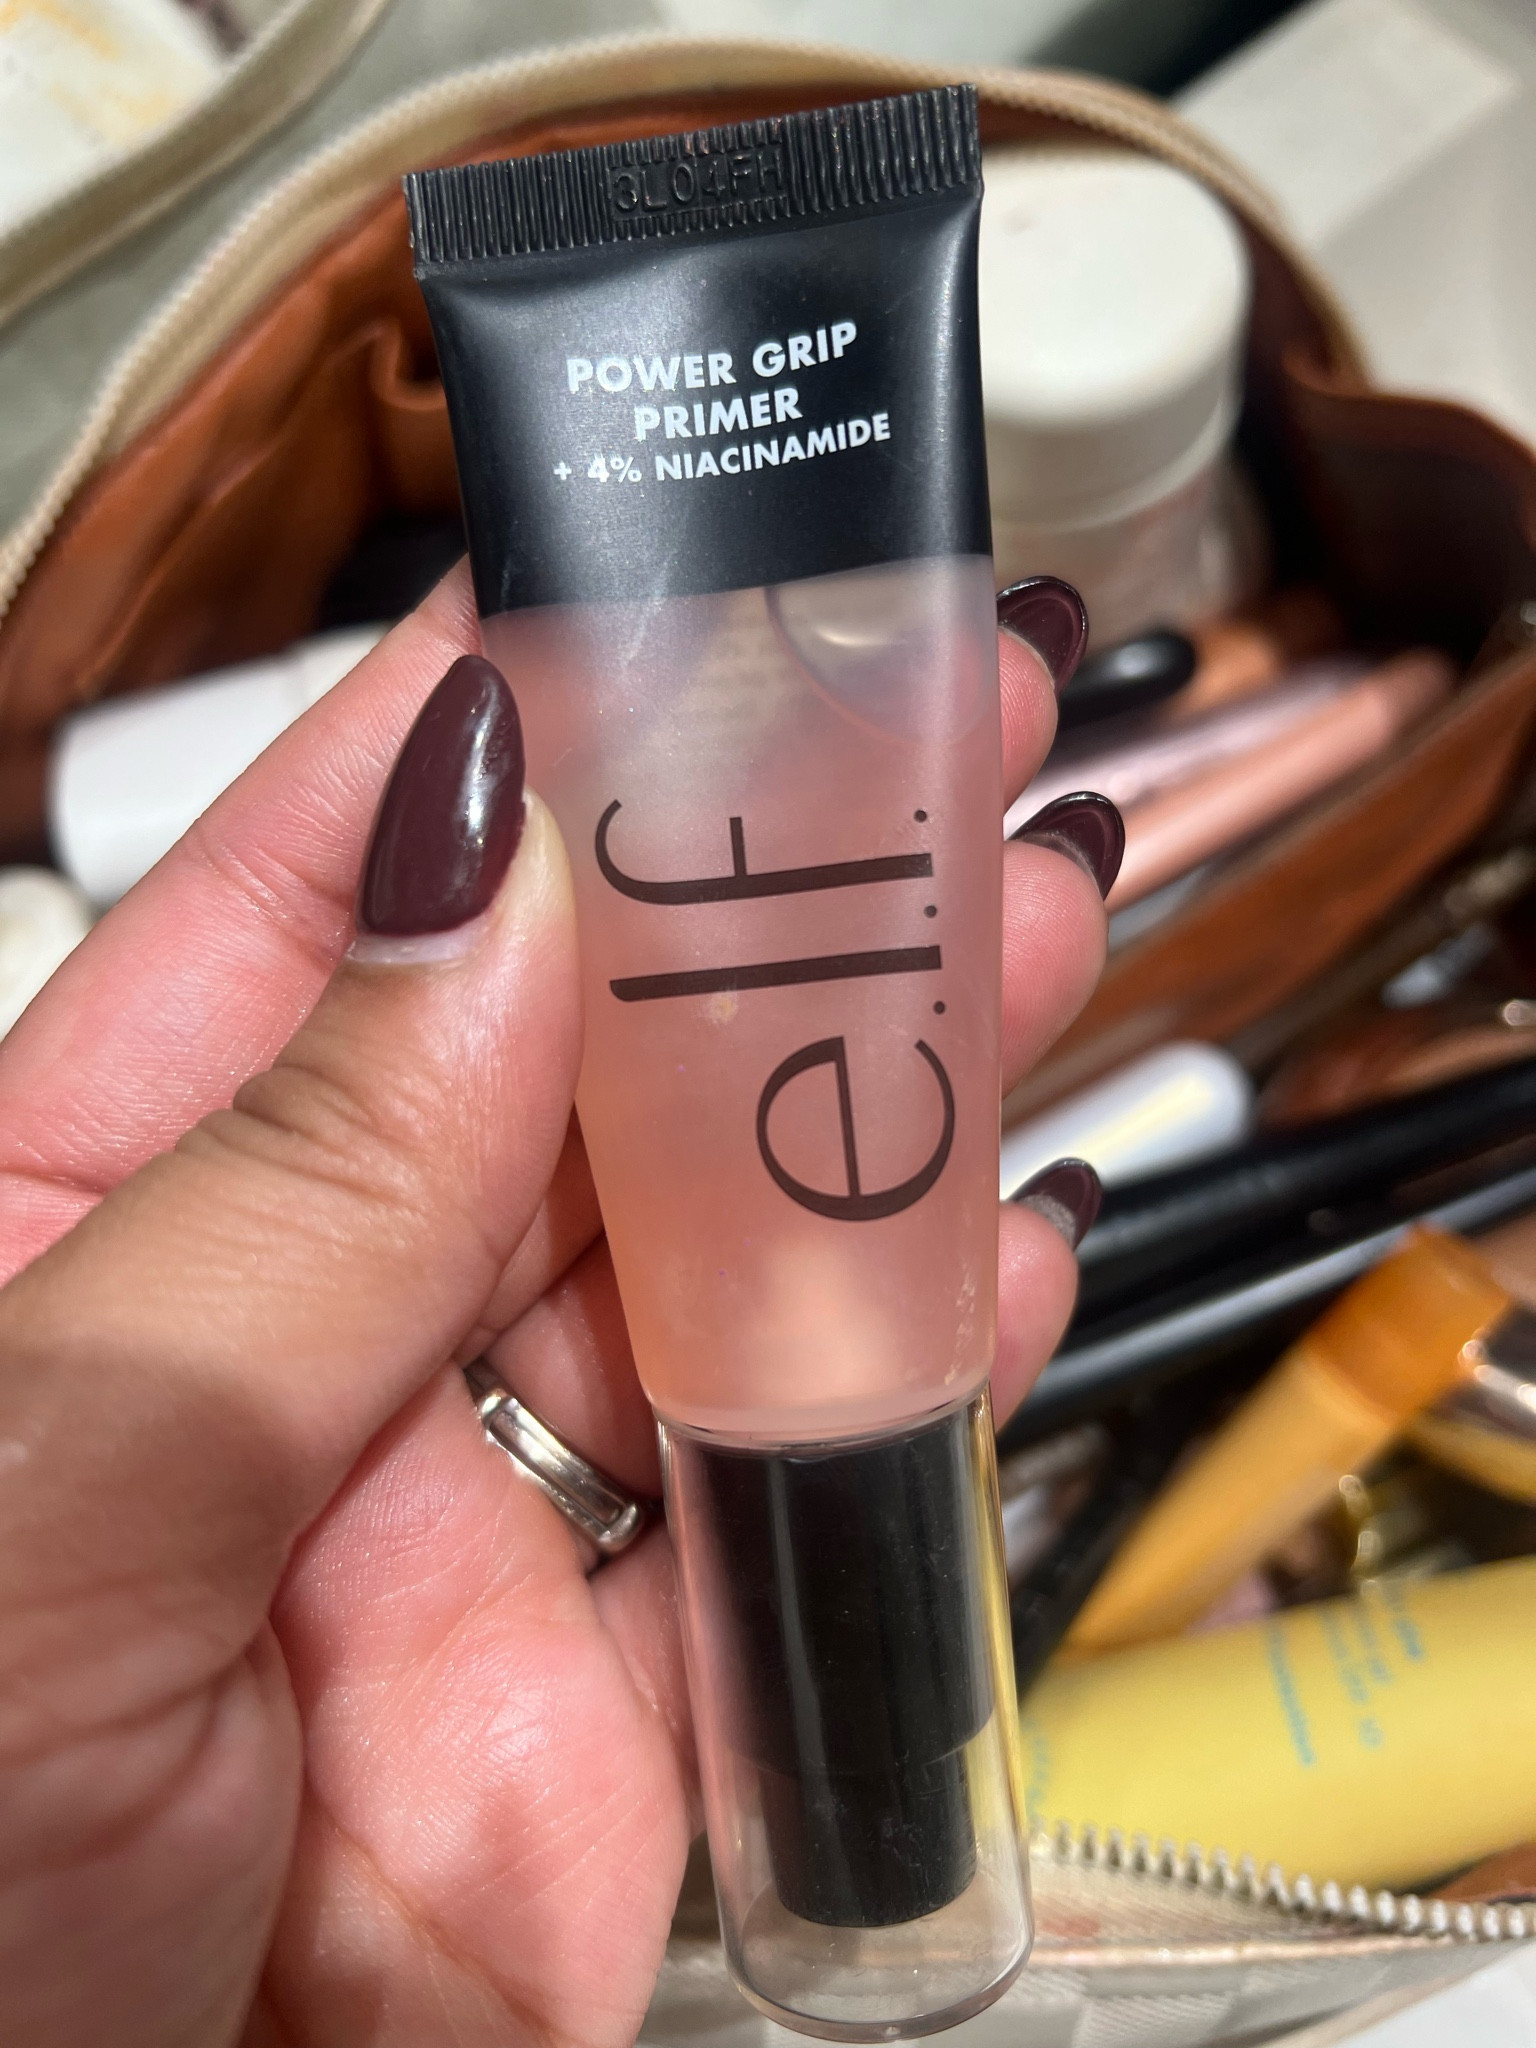 3L04FH
POWER GRIP
PRIMER
+ 4% NIACINAMIDE
e.l.f.